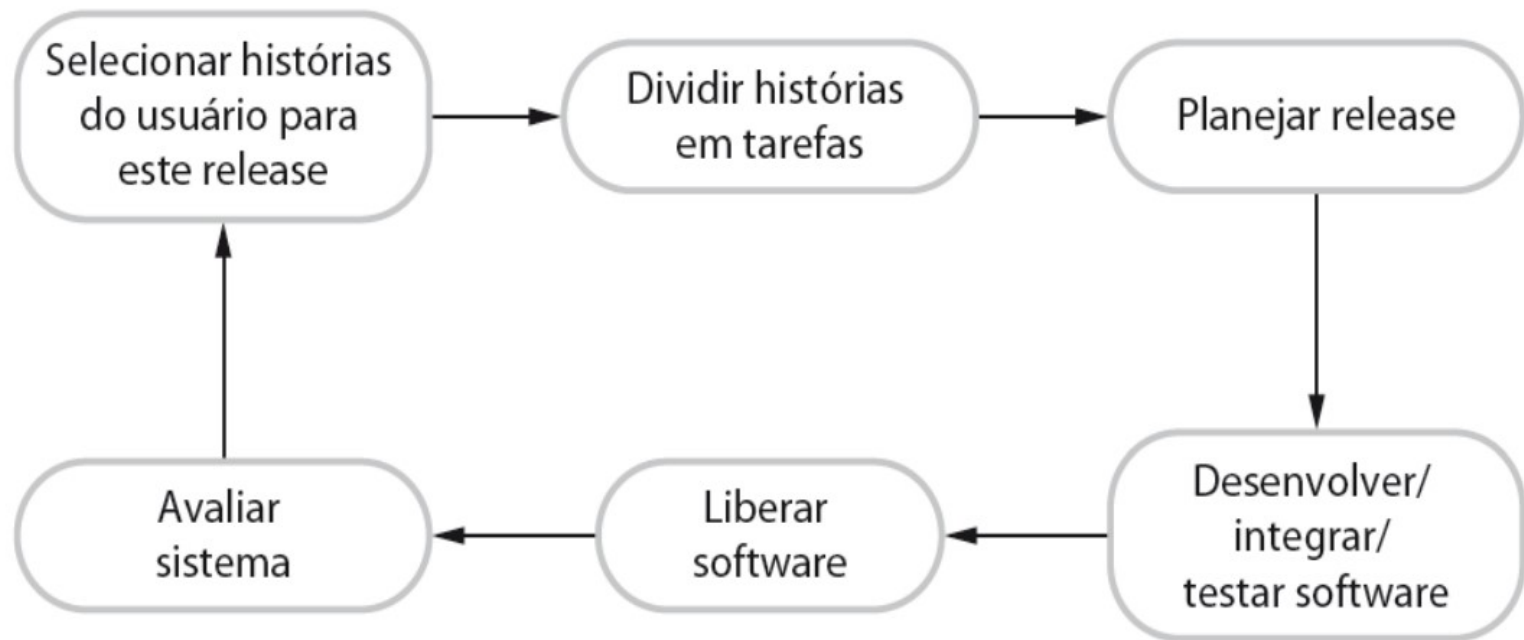 Selecionar histórias
do usuário para
este release
Dividir histórias
em tarefas
Planejar release
Desenvolver/
integrar/
testar software
Liberar
software
Avaliar
sistema